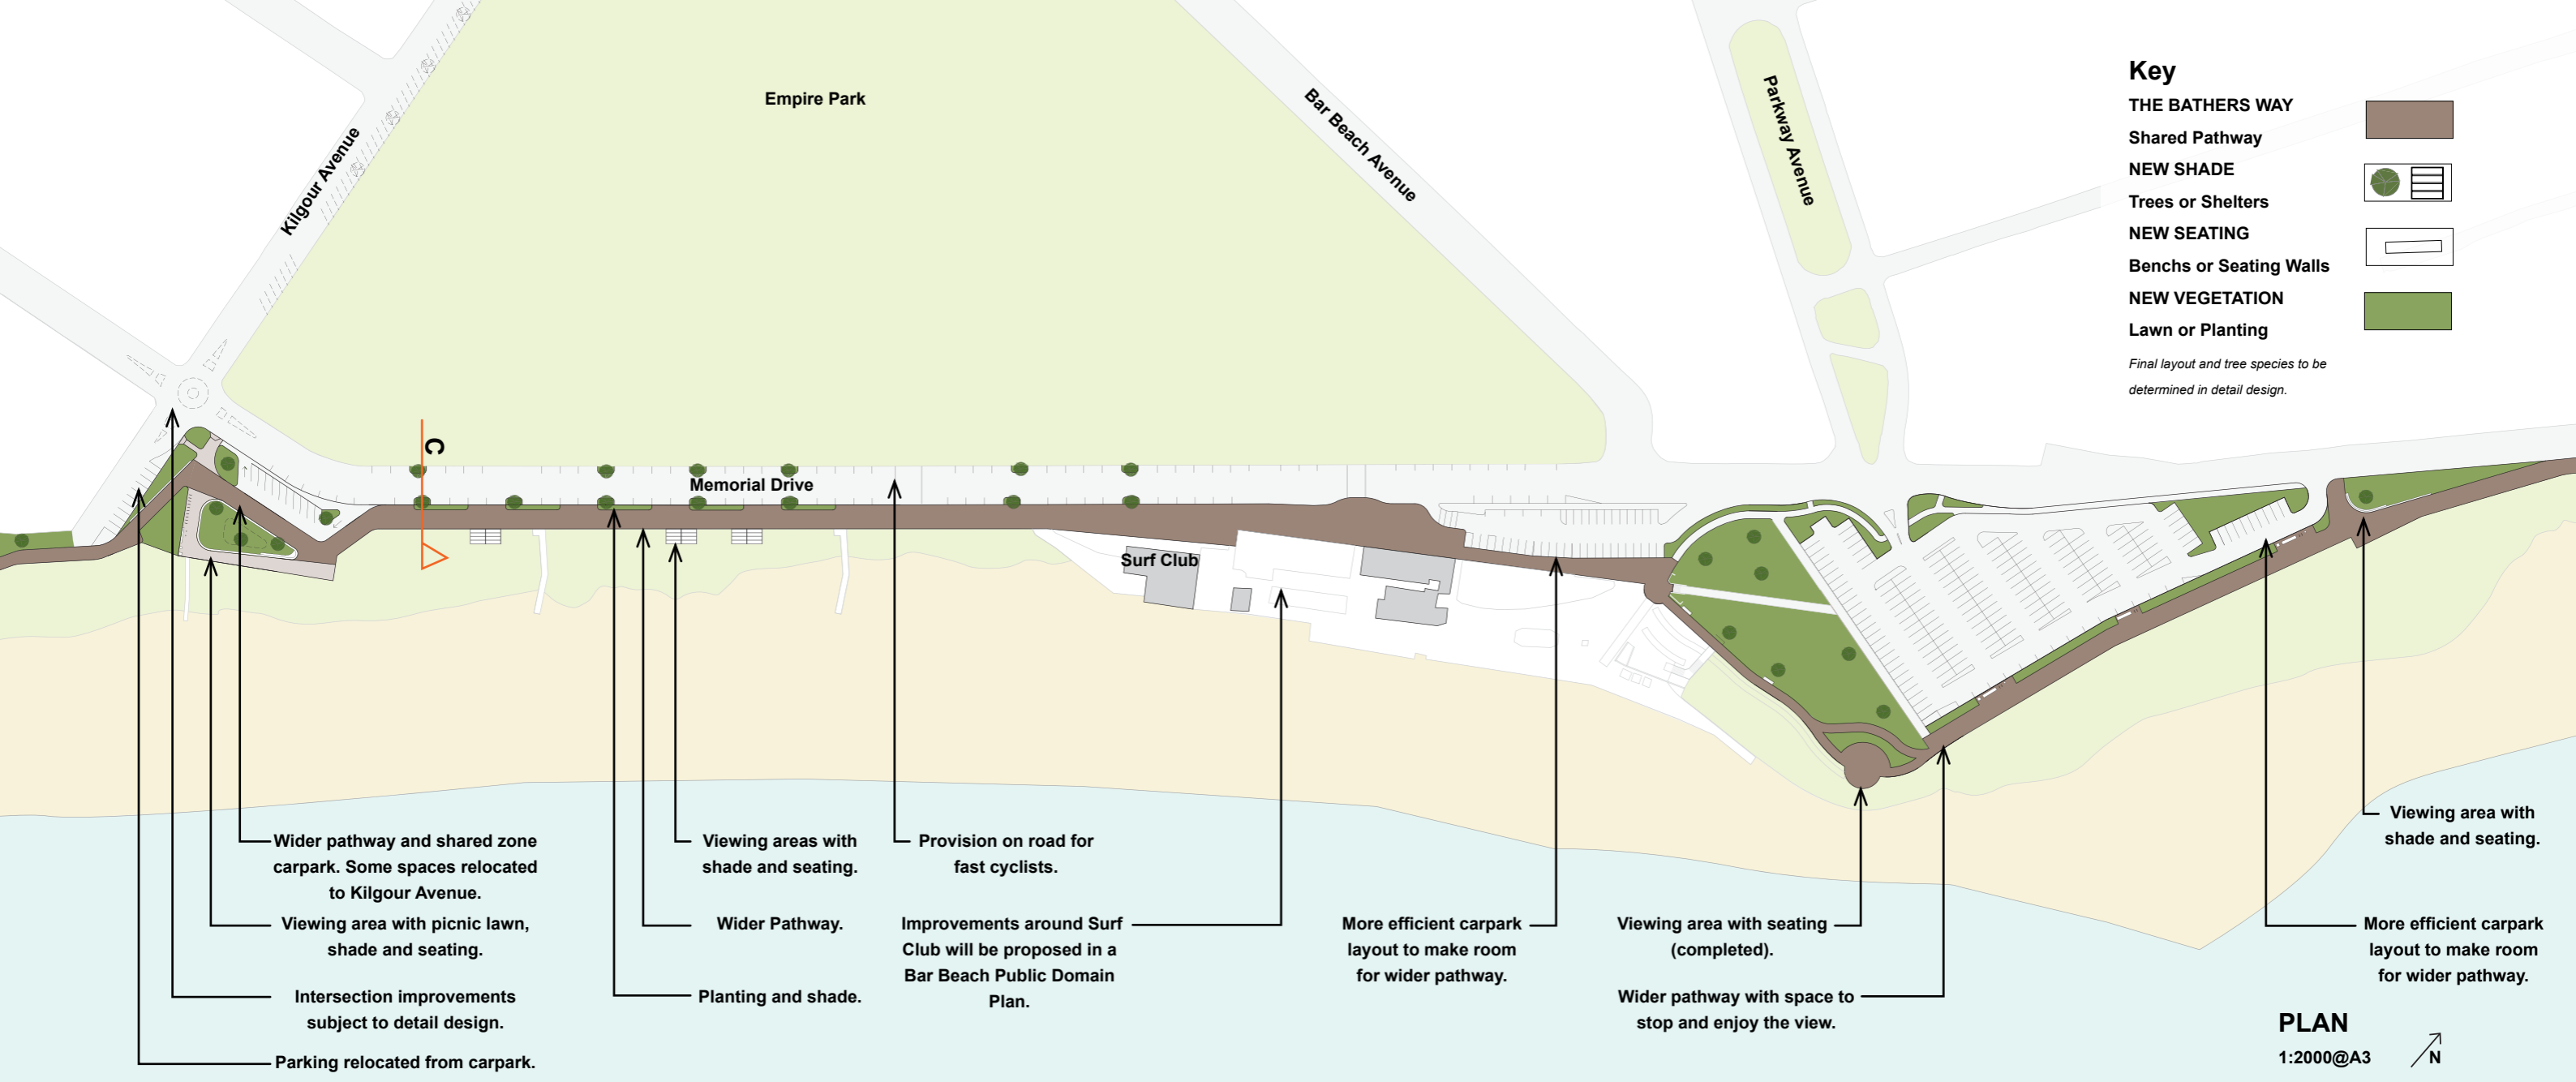 Empire Park
Kilgour Avenue
Bar Beach Avenue
Parkway Avenue
Key
THE BATHERS WAY
Shared Pathway
NEW SHADE
Trees or Shelters
NEW SEATING
Benchs or Seating Walls
NEW VEGETATION
Lawn or Planting
Final layout and tree species to be
determined in detail design.
C
Memorial Drive
Surf Club
Wider pathway and shared zone
carpark. Some spaces relocated
to Kilgour Avenue.
Viewing area with picnic lawn,
shade and seating.
Intersection improvements
subject to detail design.
Parking relocated from carpark.
Viewing areas with
shade and seating.
Wider Pathway.
Planting and shade.
Provision on road for
fast cyclists.
Improvements around Surf
Club will be proposed in a
Bar Beach Public Domain
Plan.
More efficient carpark
layout to make room
for wider pathway.
Viewing area with seating
(completed).
Wider pathway with space to
stop and enjoy the view.
Viewing area with
shade and seating.
More efficient carpark
layout to make room
for wider pathway.
PLAN
1:2000@A3
N